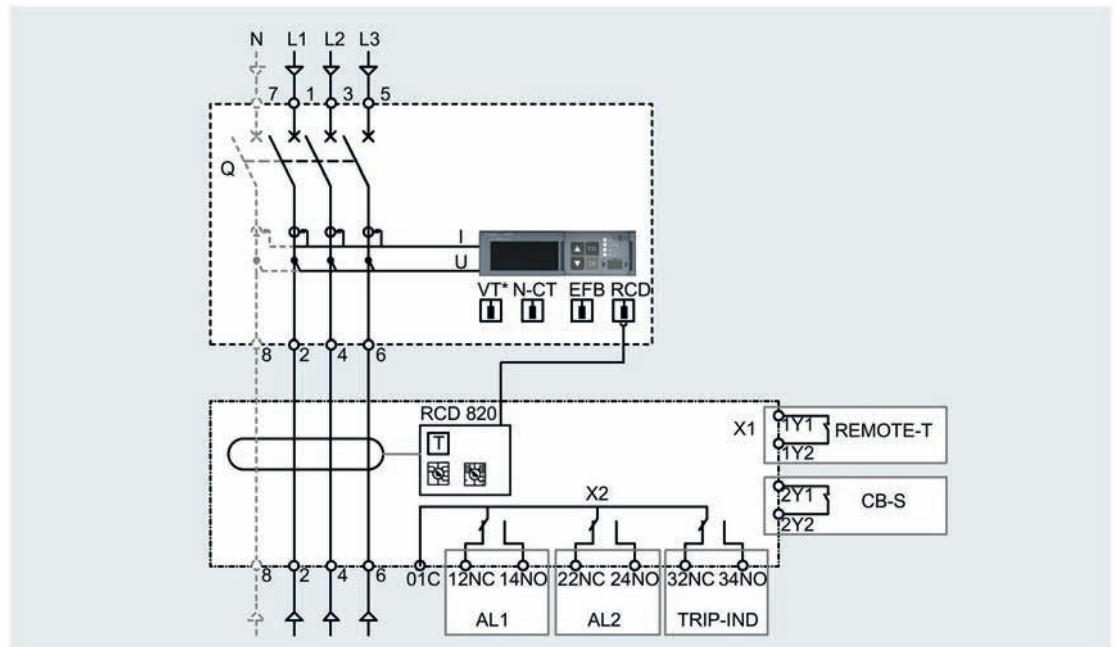 N L1 L2 L3
7 1 3 5
Q
I
U
VT* N-CT EFB RCD
8 2 4 6
RCD 820
T
X1
1Y1
REMOTE-T
1Y2
X2
2Y1
CB-S
2Y2
8 2 4 6 01C 12NC 14NO 22NC 24NO 32NC 34NO
AL1 AL2 TRIP-IND